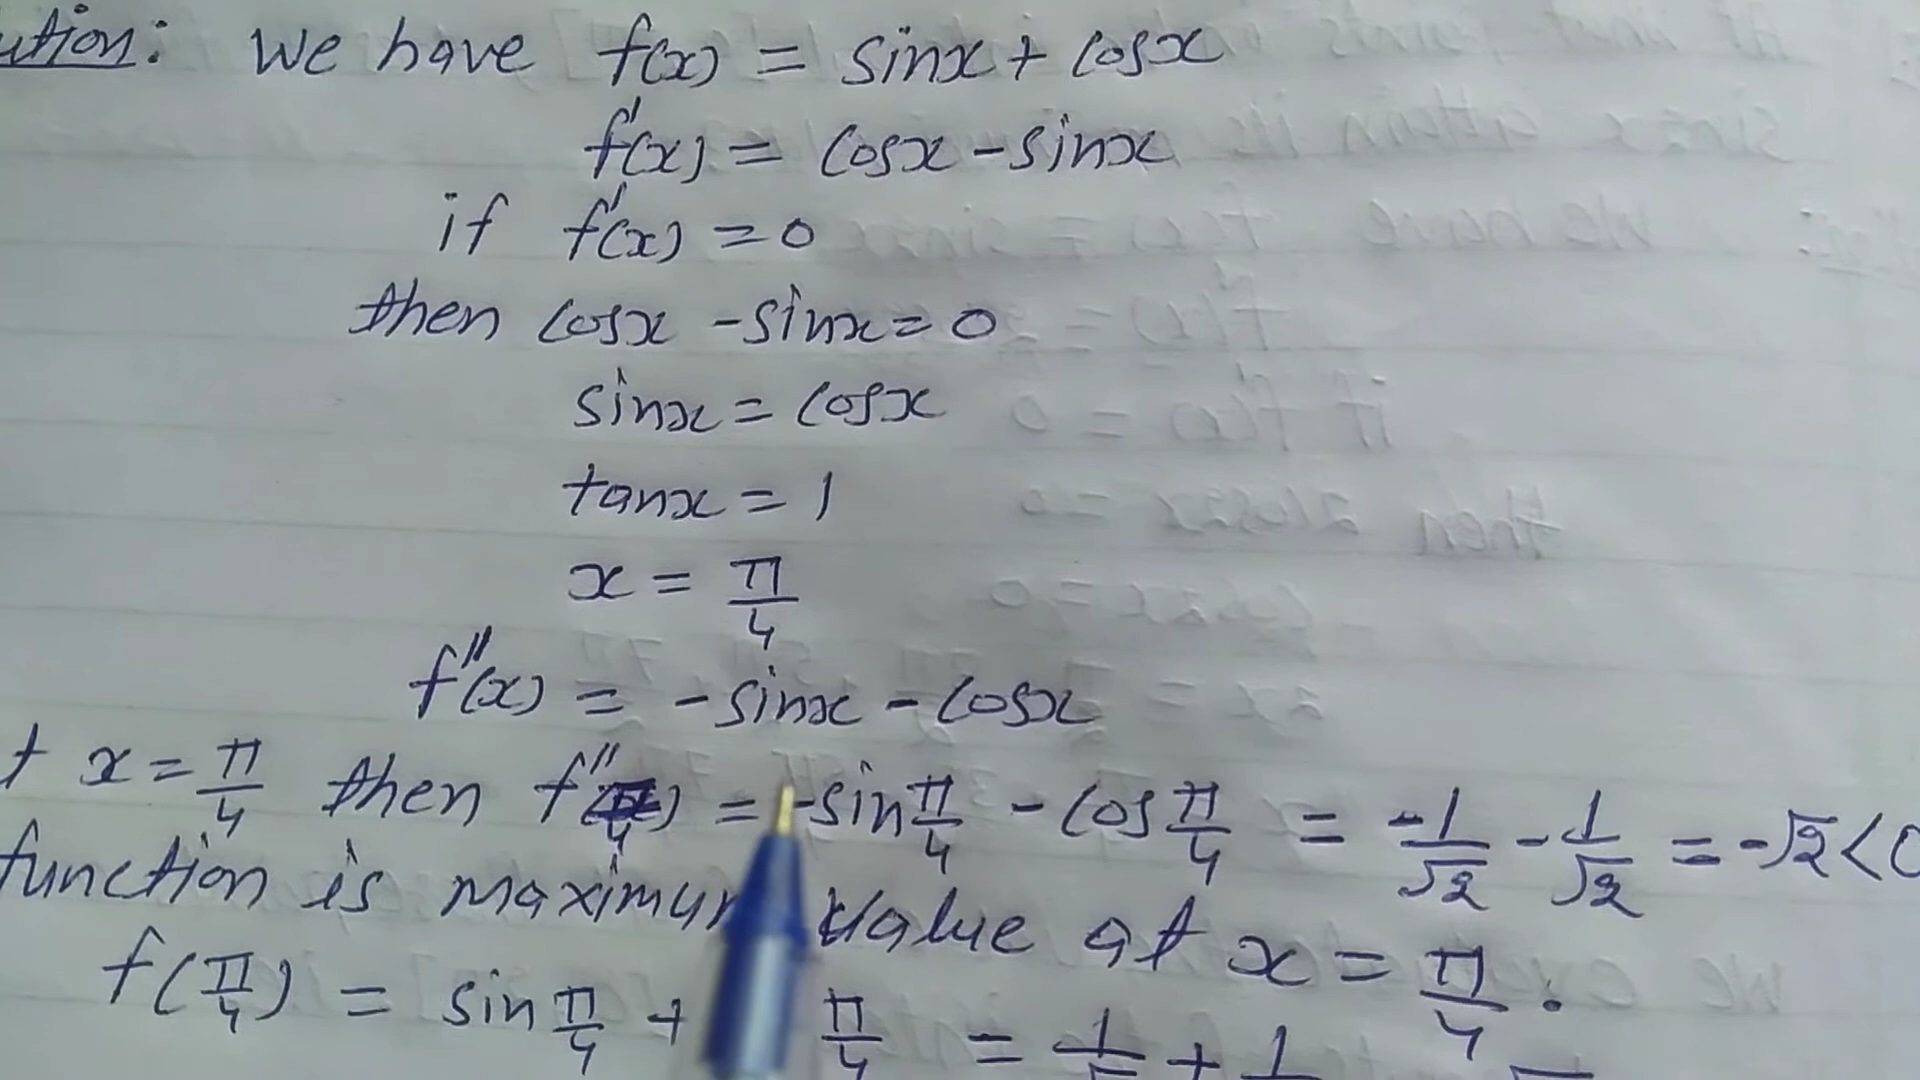 ution: We have f(x) = sinx + cosx
f'(x) = cosx - sinx
if f'(x) = 0
then cosx - sinx = 0
sinx = cosx
tanx = 1
x = π/4
f''(x) = -sinx - cosx
t x = π/4 then f''(π/4) = -sin π/4 - cos π/4 = -1/√2 - 1/√2 = -√2 < 0
function is maximum value at x = π/4.
f(π/4) = sin π/4 + π/4 = 1/√ + 1